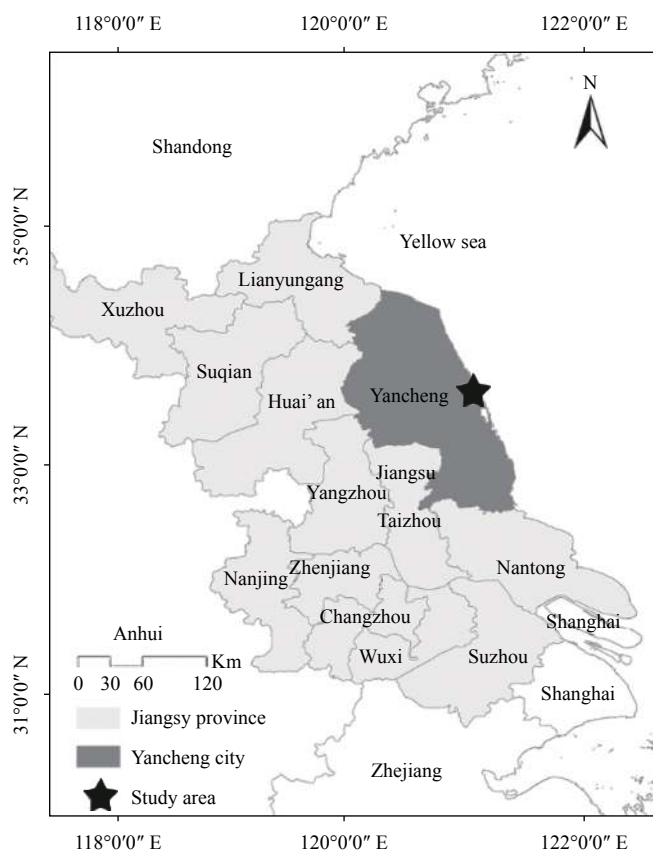 118°0′0″ E 120°0′0″ E 122°0′0″ E
N
Shandong
35°0′0″ N
Yellow sea
Lianyungang
Xuzhou
Suqian
Yancheng
Huai’ an
33°0′0″ N
Jiangsu
Yangzhou
Taizhou
Zhenjiang
Nanjing
Nantong
Changzhou
Shanghai
Anhui
Wuxi
Suzhou
Km
0 30 60 120
31°0′0″ N
Shanghai
Jiangsy province
Yancheng city
Zhejiang
Study area
118°0′0″ E 120°0′0″ E 122°0′0″ E